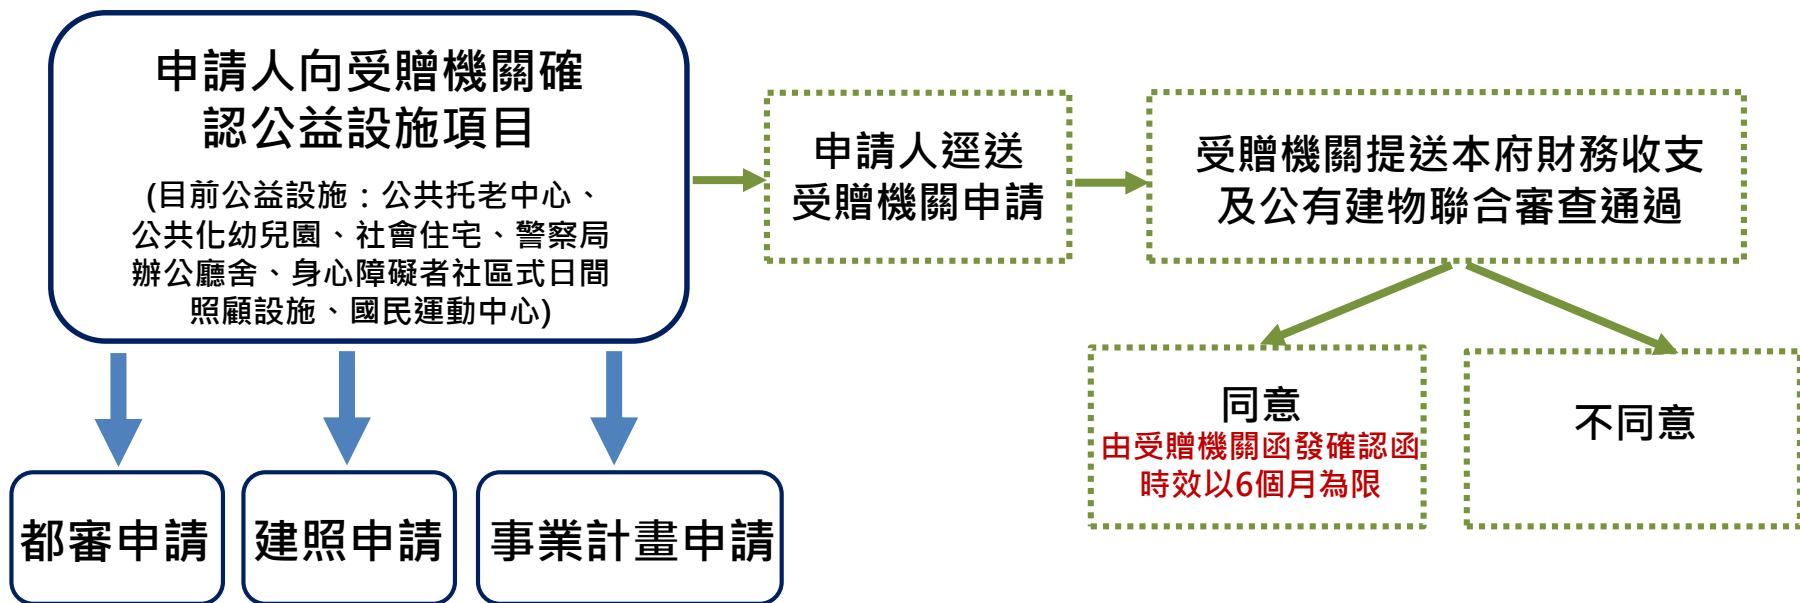 申請人向受贈機關確
認公益設施項目
(目前公益設施：公共托老中心、
公共化幼兒園、社會住宅、警察局
辦公廳舍、身心障礙者社區式日間
照顧設施、國民運動中心)
申請人逕送
受贈機關申請
受贈機關提送本府財務收支
及公有建物聯合審查通過
同意
由受贈機關函發確認函
時效以6個月為限
不同意
都審申請
建照申請
事業計畫申請